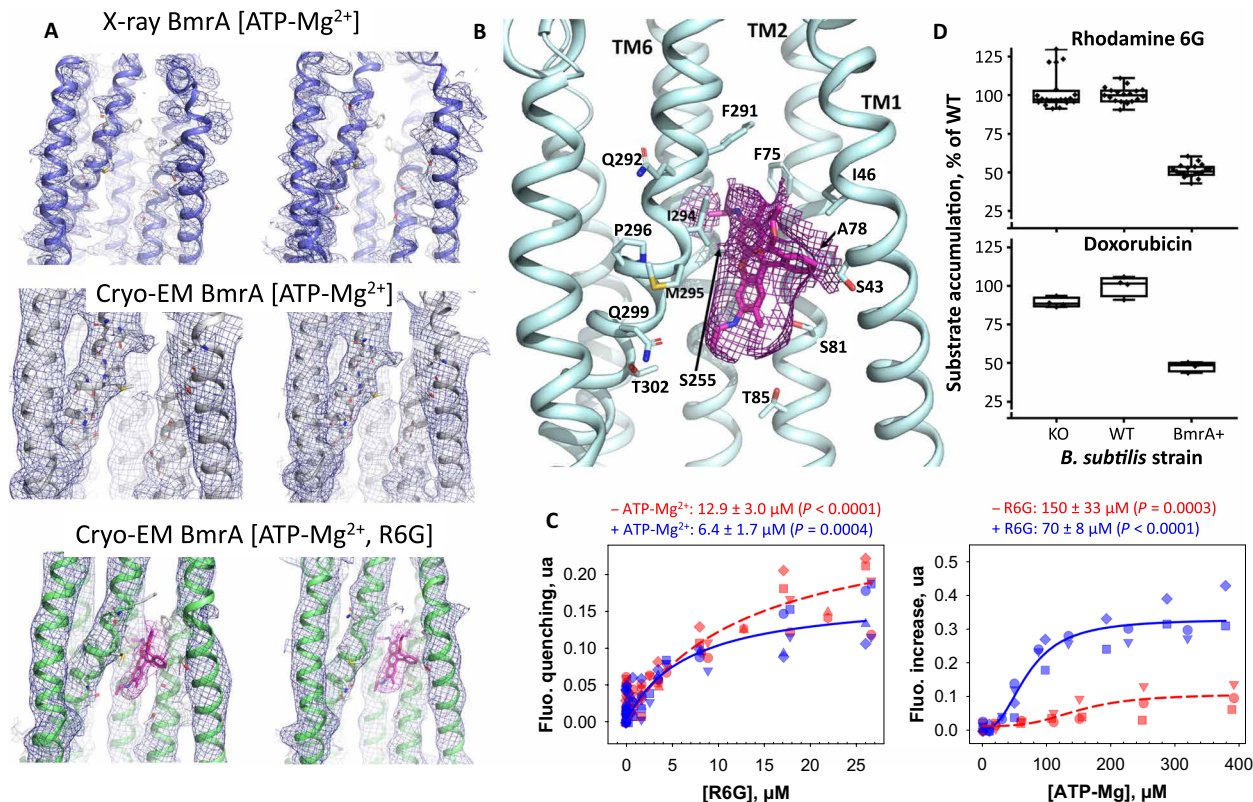 A
X-ray BmrA [ATP-Mg²⁺]
Cryo-EM BmrA [ATP-Mg²⁺]
Cryo-EM BmrA [ATP-Mg²⁺, R6G]
B
TM6
TM2
TM1
F291
Q292
F75
I46
I294
P296
A78
M295
S43
Q299
S81
T302
S255
T85
C
– ATP-Mg²⁺: 12.9 ± 3.0 µM (P < 0.0001)
+ ATP-Mg²⁺: 6.4 ± 1.7 µM (P = 0.0004)
Fluo. quenching, ua
0.20
0.15
0.10
0.05
0.00
0 5 10 15 20 25
[R6G], µM
– R6G: 150 ± 33 µM (P = 0.0003)
+ R6G: 70 ± 8 µM (P < 0.0001)
Fluo. increase, ua
0.5
0.4
0.3
0.2
0.1
0.0
0 100 200 300 400
[ATP-Mg], µM
D
Substrate accumulation, % of WT
Rhodamine 6G
125
100
75
50
25
Doxorubicin
125
100
75
50
25
KO WT BmrA+
B. subtilis strain